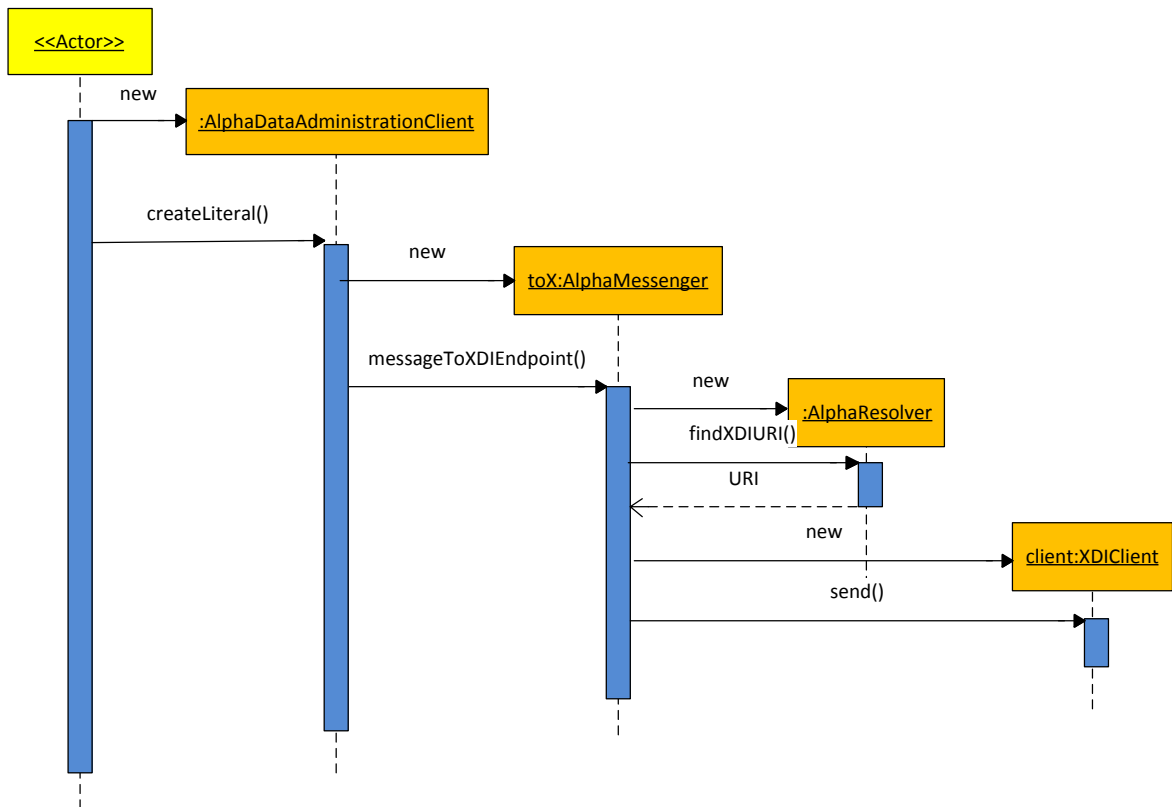 <<Actor>>
new
:AlphaDataAdministrationClient
createLiteral()
new
toX:AlphaMessenger
messageToXDIEndpoint()
new
:AlphaResolver
findXDIURI()
URI
new
client:XDIClient
send()